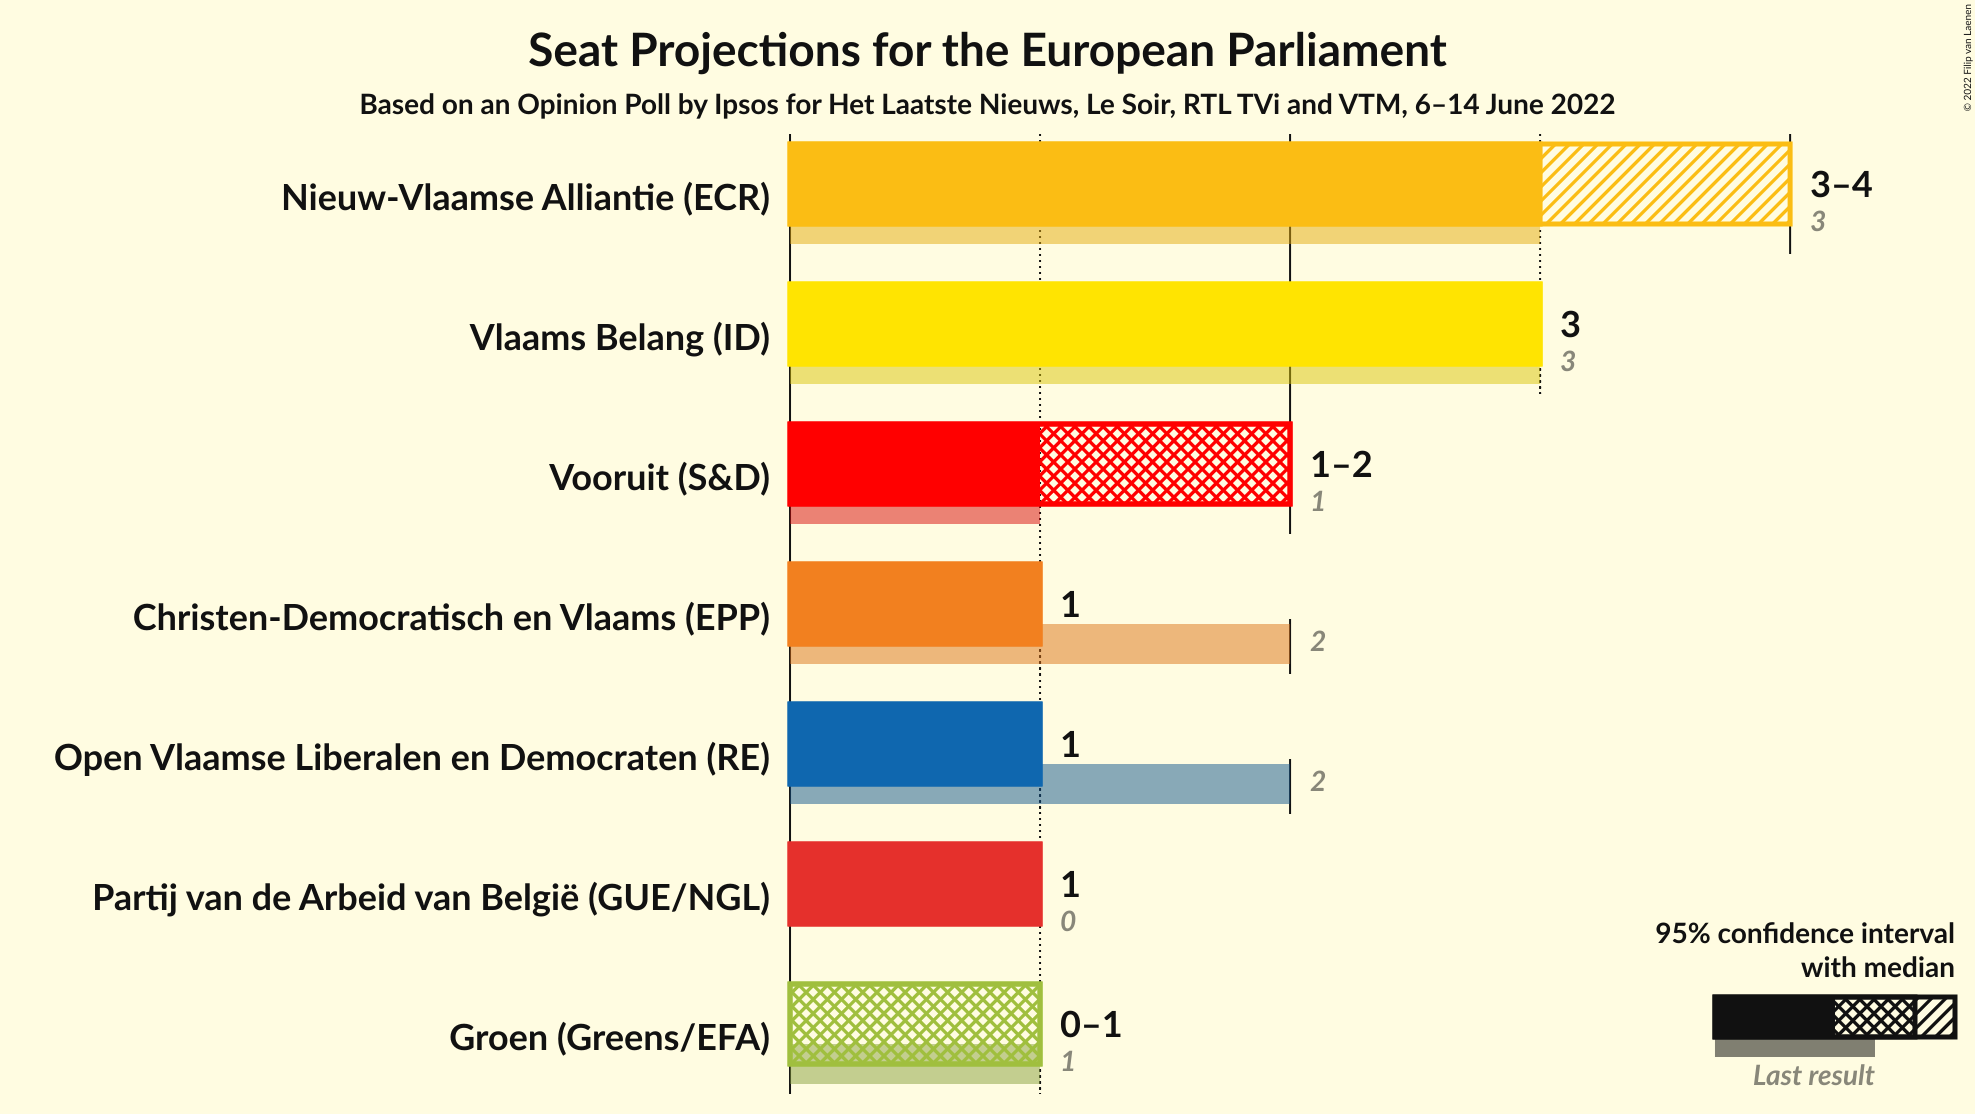 Seat Projections for the European Parliament
Based on an Opinion Poll by Ipsos for Het Laatste Nieuws, Le Soir, RTL TVi and VTM, 6–14 June 2022
© 2022 Filip van Laenen
Nieuw-Vlaamse Alliantie (ECR)
3–4
3
Vlaams Belang (ID)
3
3
Vooruit (S&D)
1–2
1
Christen-Democratisch en Vlaams (EPP)
1
2
Open Vlaamse Liberalen en Democraten (RE)
1
2
Partij van de Arbeid van België (GUE/NGL)
1
0
Groen (Greens/EFA)
0–1
1
95% confidence interval
with median
Last result